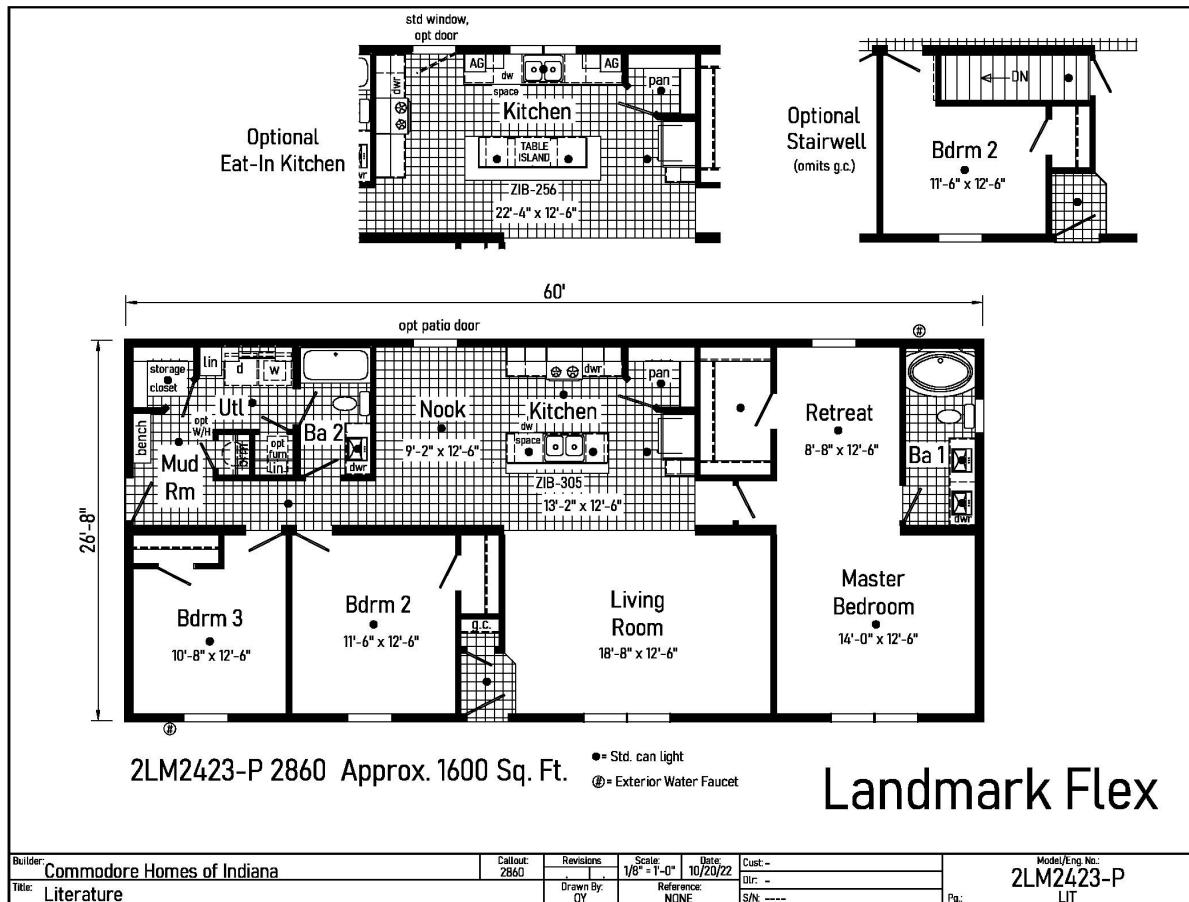 std window,
opt door
AG
dw
space
AG
pan
dwr
Kitchen
TABLE
ISLAND
ZIB-256
22'-4" x 12'-6"
dwr
Optional
Eat-In Kitchen
Optional
Stairwell
(omits g.c.)
DN
Bdrm 2
11'-6" x 12'-6"
60'
26'-8"
opt patio door
storage
closet
lin
d
w
Utl
opt
W/H
bench
Mud
Rm
brm
opt
furn
lin
Ba 2
dwr
Nook
9'-2" x 12'-6"
dwr
Kitchen
dw
space
ZIB-305
13'-2" x 12'-6"
pan
Retreat
8'-8" x 12'-6"
Ba 1
dwr
#
Bdrm 3
10'-8" x 12'-6"
Bdrm 2
11'-6" x 12'-6"
g.c.
Living
Room
18'-8" x 12'-6"
Master
Bedroom
14'-0" x 12'-6"
#
2LM2423-P 2860 Approx. 1600 Sq. Ft.
= Std. can light
# = Exterior Water Faucet
Landmark Flex
Builder: Commodore Homes of Indiana
Title: Literature
Callout:
2860
Revisions
Drawn By:
OY
Scale:
1/8" = 1'-0"
Date:
10/20/22
Reference:
NONE
Cust: -
Dlr: -
S/N: ----
Model/Eng. No.:
2LM2423-P
Pg.: LIT